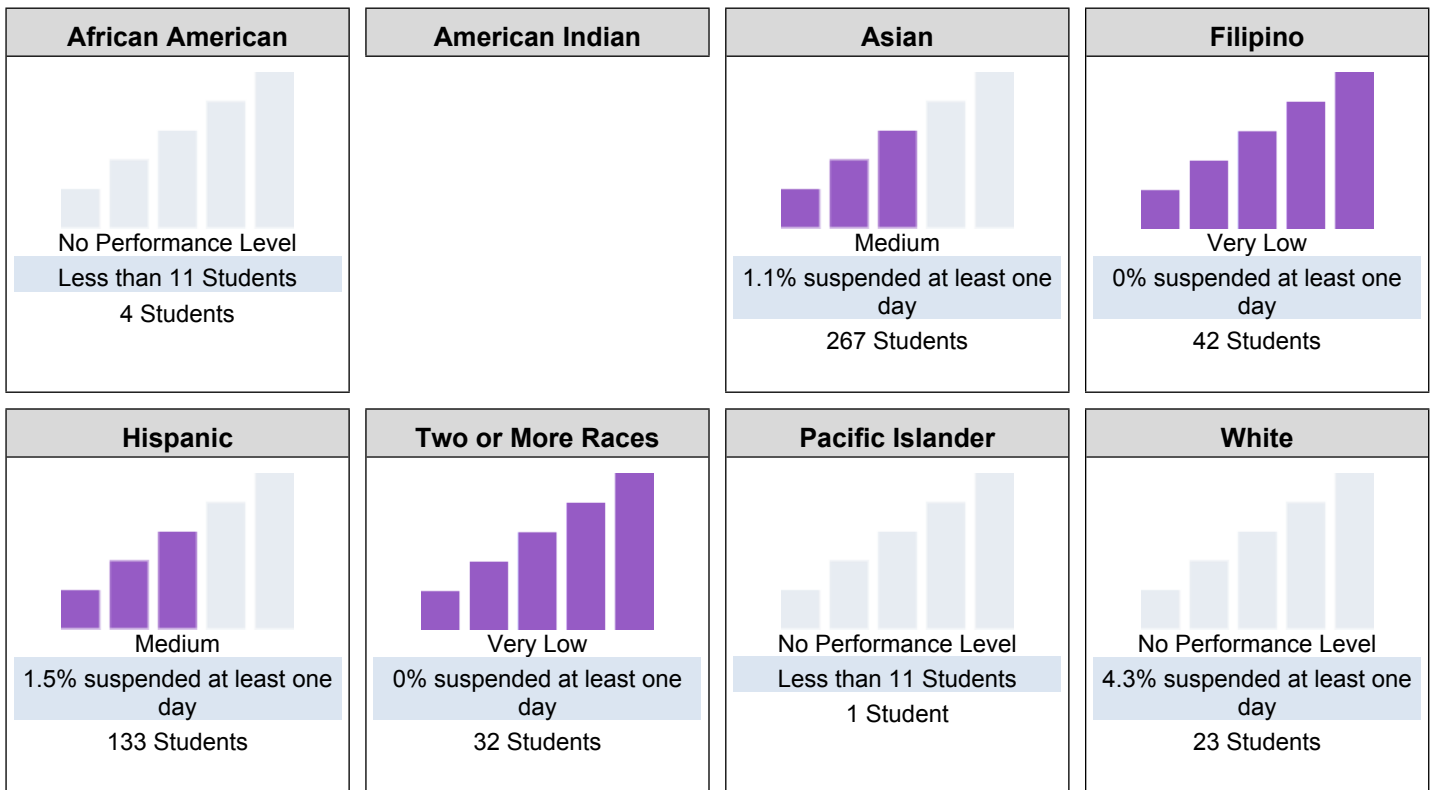 African American
No Performance Level
Less than 11 Students
4 Students
American Indian
Asian
Medium
1.1% suspended at least one
day
267 Students
Filipino
Very Low
0% suspended at least one
day
42 Students
Hispanic
Medium
1.5% suspended at least one
day
133 Students
Two or More Races
Very Low
0% suspended at least one
day
32 Students
Pacific Islander
No Performance Level
Less than 11 Students
1 Student
White
No Performance Level
4.3% suspended at least one
day
23 Students